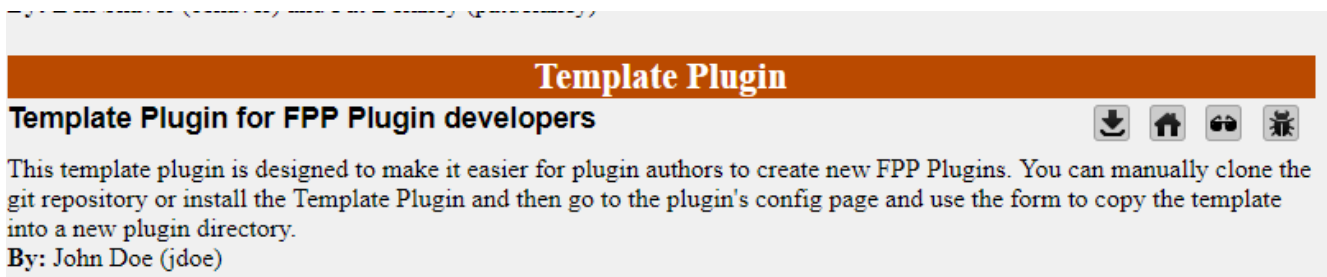 Template Plugin
Template Plugin for FPP Plugin developers
This template plugin is designed to make it easier for plugin authors to create new FPP Plugins. You can manually clone the
git repository or install the Template Plugin and then go to the plugin's config page and use the form to copy the template
into a new plugin directory.
By: John Doe (jdoe)